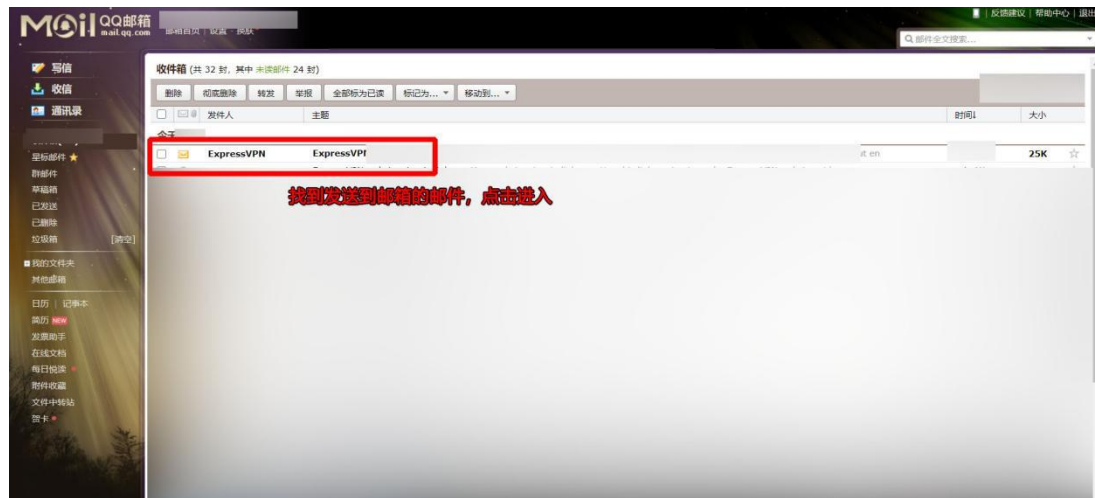 MOil QQ邮箱
mail.qq.com
邮箱首页 | 设置 - 换肤
| 反馈建议 | 帮助中心 | 退出
邮件全文搜索...
写信
收信
通讯录
星标邮件
群邮件
草稿箱
已发送
已删除
垃圾箱 [清空]
我的文件夹
其他邮箱
日历 | 记事本
简历 NEW
发票助手
在线文档
每日悦读
附件收藏
文件中转站
贺卡
收件箱 (共 32 封, 其中 未读邮件 24 封)
删除 彻底删除 转发 举报 全部标为已读 标记为... 移动到...
发件人 主题 时间↓ 大小
今天
ExpressVPN ExpressVPN 25K
找到发送到邮箱的邮件，点击进入